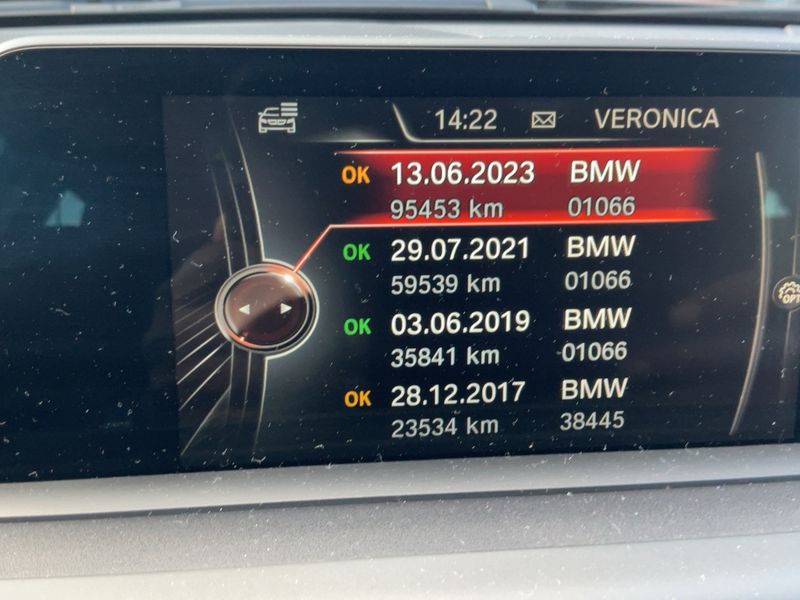 14:22 VERONICA
OK 13.06.2023 BMW
95453 km 01066
OK 29.07.2021 BMW
59539 km 01066
OPT
OK 03.06.2019 BMW
35841 km 01066
OK 28.12.2017 BMW
23534 km 38445